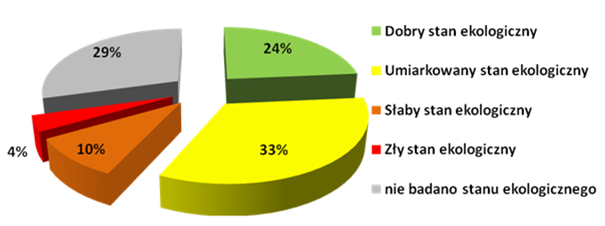 29%
24%
4%
10%
33%
Dobry stan ekologiczny
Umiarkowany stan ekologiczny
Słaby stan ekologiczny
Zły stan ekologiczny
nie badano stanu ekologicznego